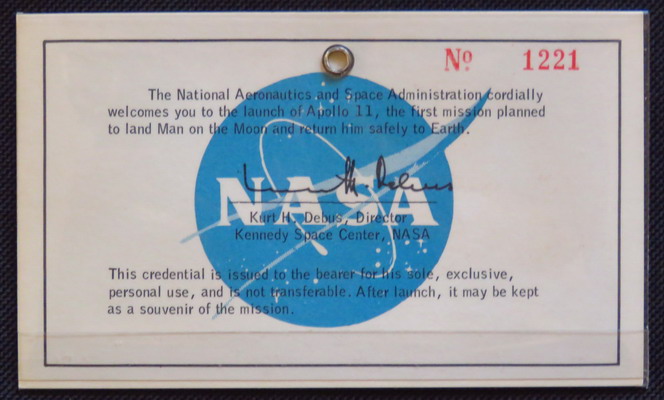 Nº 1221
The National Aeronautics and Space Administration cordially
welcomes you to the launch of Apollo 11, the first mission planned
to land Man on the Moon and return him safely to Earth.
Kurt H. Debus
NASA
Kurt H. Debus, Director
Kennedy Space Center, NASA
This credential is issued to the bearer for his sole, exclusive,
personal use, and is not transferable. After launch, it may be kept
as a souvenir of the mission.